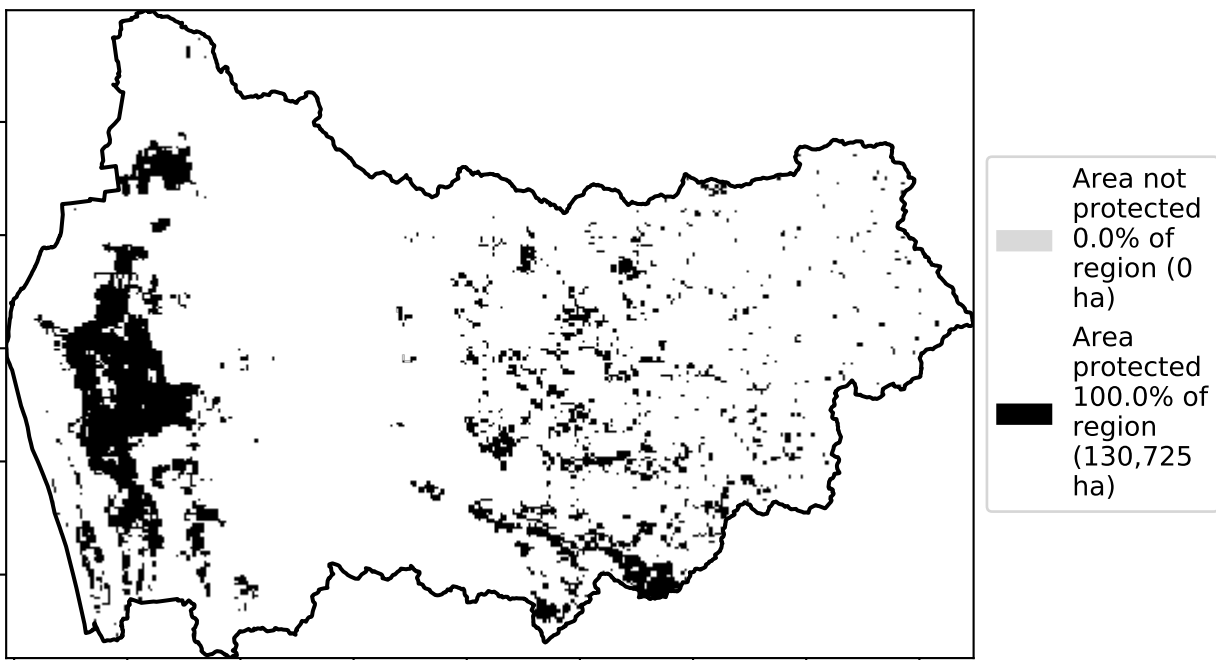 Area not
protected
0.0% of
region (0
ha)
Area
protected
100.0% of
region
(130,725
ha)